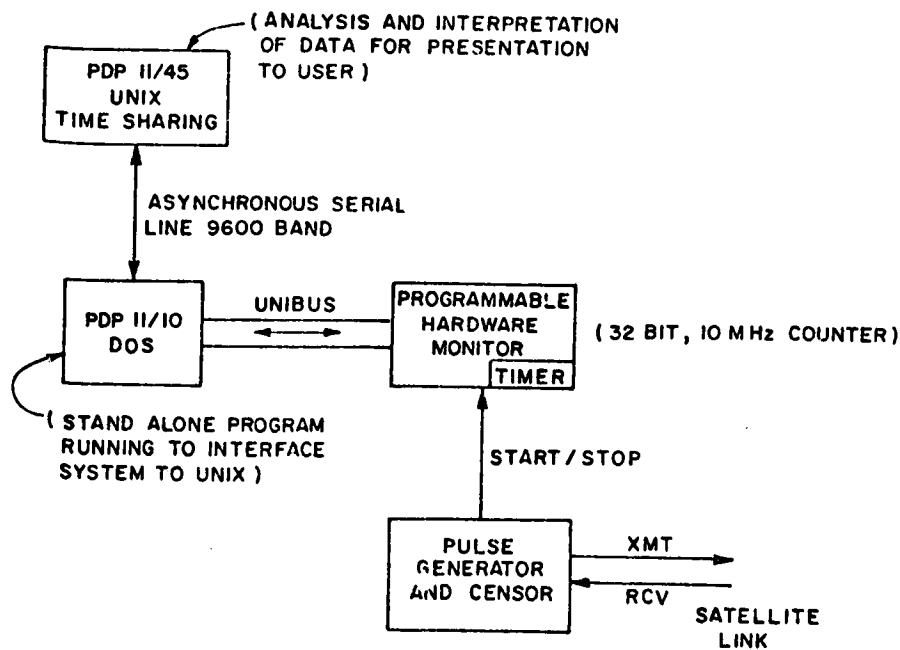 ( ANALYSIS AND INTERPRETATION
OF DATA FOR PRESENTATION
TO USER )
PDP 11/45
UNIX
TIME SHARING
ASYNCHRONOUS SERIAL
LINE 9600 BAND
PDP 11/10
DOS
UNIBUS
PROGRAMMABLE
HARDWARE
MONITOR
TIMER
( 32 BIT, 10 MHz COUNTER )
( STAND ALONE PROGRAM
RUNNING TO INTERFACE
SYSTEM TO UNIX )
START / STOP
PULSE
GENERATOR
AND CENSOR
XMT
RCV
SATELLITE
LINK